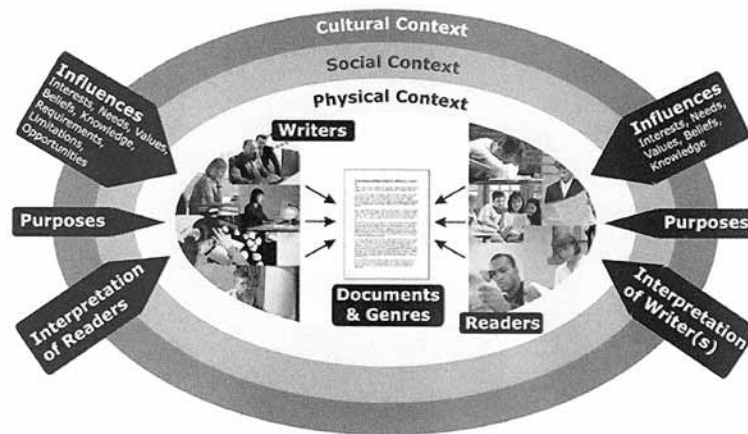 Cultural Context
Social Context
Physical Context
Influences
Interests, Needs, Values,
Beliefs, Knowledge,
Requirements,
Limitations,
Opportunities
Writers
Influences
Interests, Needs,
Values, Beliefs,
Knowledge
Purposes
Purposes
Interpretation
of Readers
Documents
& Genres
Readers
Interpretation
of Writer(s)